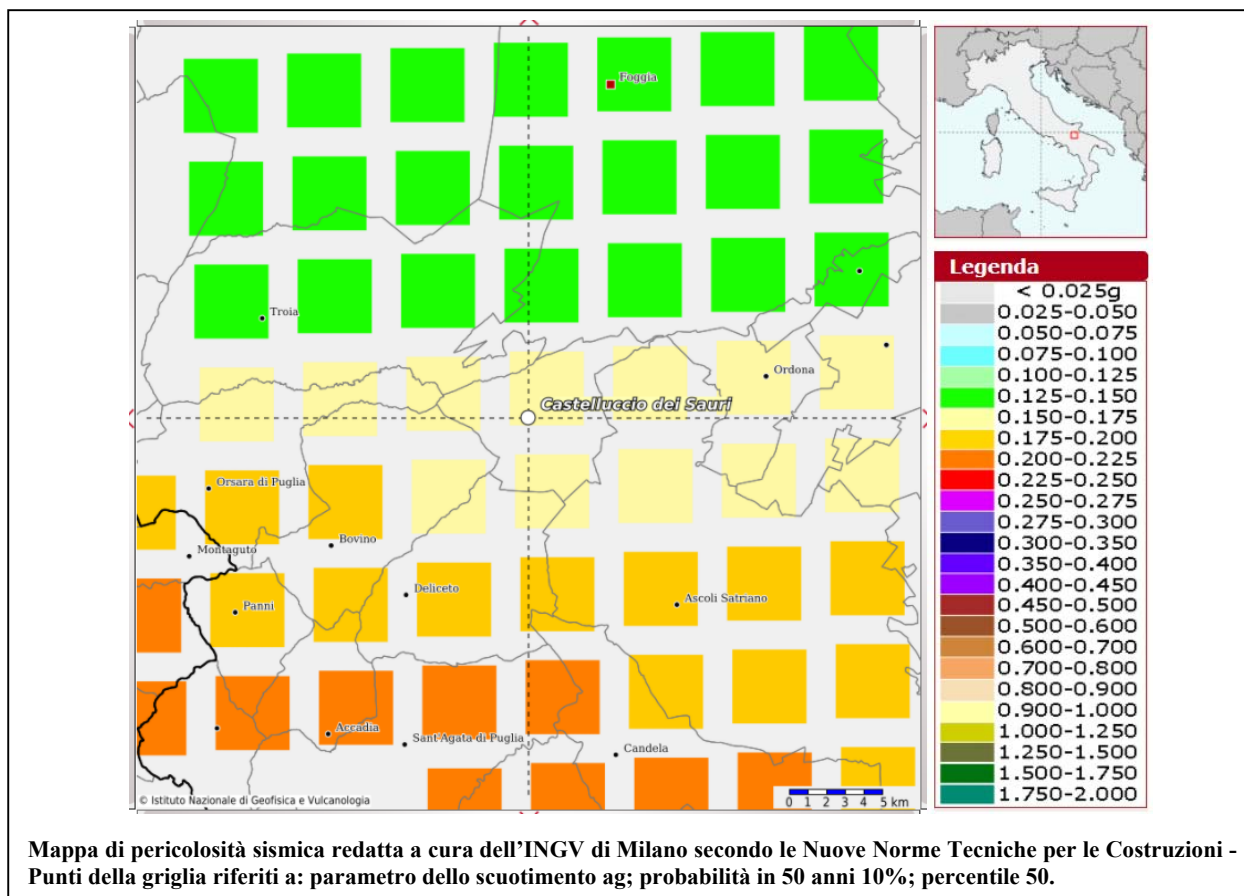 Foggia
Troia
Ordona
Castelluccio dei Sauri
Orsara di Puglia
Bovino
Montaguto
Deliceto
Panni
Ascoli Satriano
Accadia
Sant'Agata di Puglia
Candela
© Istituto Nazionale di Geofisica e Vulcanologia
0 1 2 3 4 5 km
Legenda
< 0.025g
0.025-0.050
0.050-0.075
0.075-0.100
0.100-0.125
0.125-0.150
0.150-0.175
0.175-0.200
0.200-0.225
0.225-0.250
0.250-0.275
0.275-0.300
0.300-0.350
0.350-0.400
0.400-0.450
0.450-0.500
0.500-0.600
0.600-0.700
0.700-0.800
0.800-0.900
0.900-1.000
1.000-1.250
1.250-1.500
1.500-1.750
1.750-2.000
Mappa di pericolosità sismica redatta a cura dell'INGV di Milano secondo le Nuove Norme Tecniche per le Costruzioni -
Punti della griglia riferiti a: parametro dello scuotimento ag; probabilità in 50 anni 10%; percentile 50.